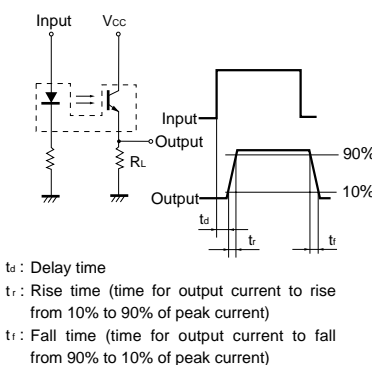 Input
Vcc
Input
Output
RL
90%
10%
Output
td
tr
tf
td : Delay time
tr : Rise time (time for output current to rise
from 10% to 90% of peak current)
tf : Fall time (time for output current to fall
from 90% to 10% of peak current)